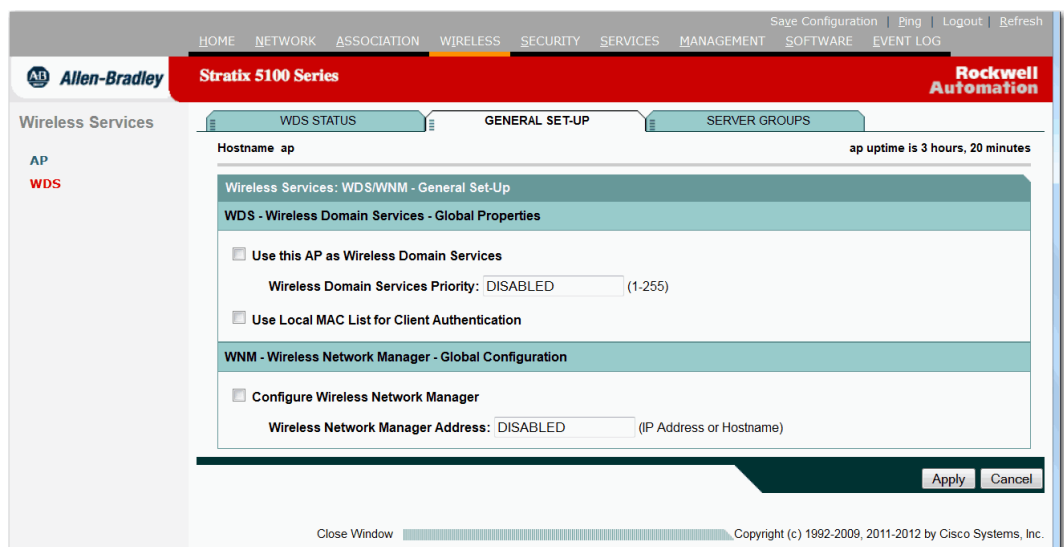 Save Configuration | Ping | Logout | Refresh
HOME NETWORK ASSOCIATION WIRELESS SECURITY SERVICES MANAGEMENT SOFTWARE EVENT LOG
AB Allen-Bradley Stratix 5100 Series Rockwell
Automation
Wireless Services
WDS STATUS GENERAL SET-UP SERVER GROUPS
Hostname ap ap uptime is 3 hours, 20 minutes
AP
WDS
Wireless Services: WDS/WNM - General Set-Up
WDS - Wireless Domain Services - Global Properties
Use this AP as Wireless Domain Services
Wireless Domain Services Priority: DISABLED (1-255)
Use Local MAC List for Client Authentication
WNM - Wireless Network Manager - Global Configuration
Configure Wireless Network Manager
Wireless Network Manager Address: DISABLED (IP Address or Hostname)
Apply Cancel
Close Window Copyright (c) 1992-2009, 2011-2012 by Cisco Systems, Inc.